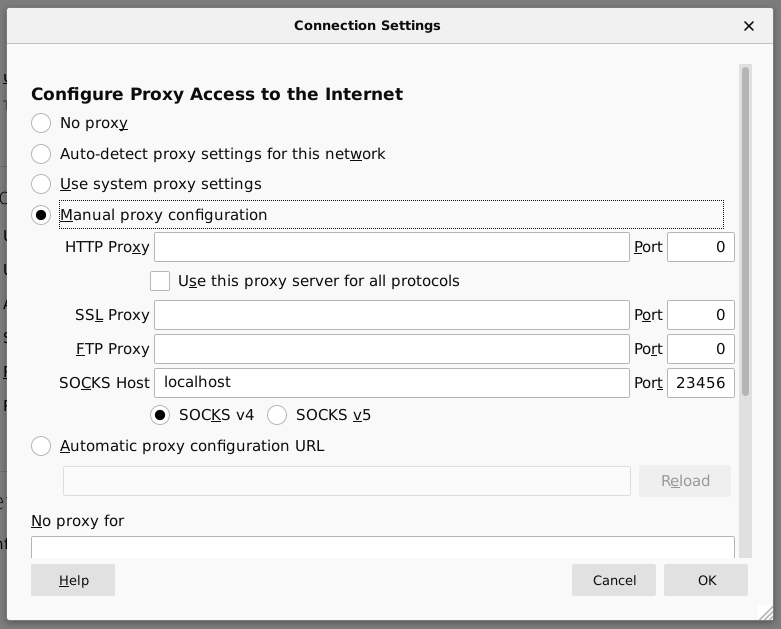 Connection Settings
Configure Proxy Access to the Internet
No proxy
Auto-detect proxy settings for this network
Use system proxy settings
Manual proxy configuration
HTTP Proxy Port 0
Use this proxy server for all protocols
SSL Proxy Port 0
FTP Proxy Port 0
SOCKS Host localhost Port 23456
SOCKS v4 SOCKS v5
Automatic proxy configuration URL
Reload
No proxy for
Help Cancel OK